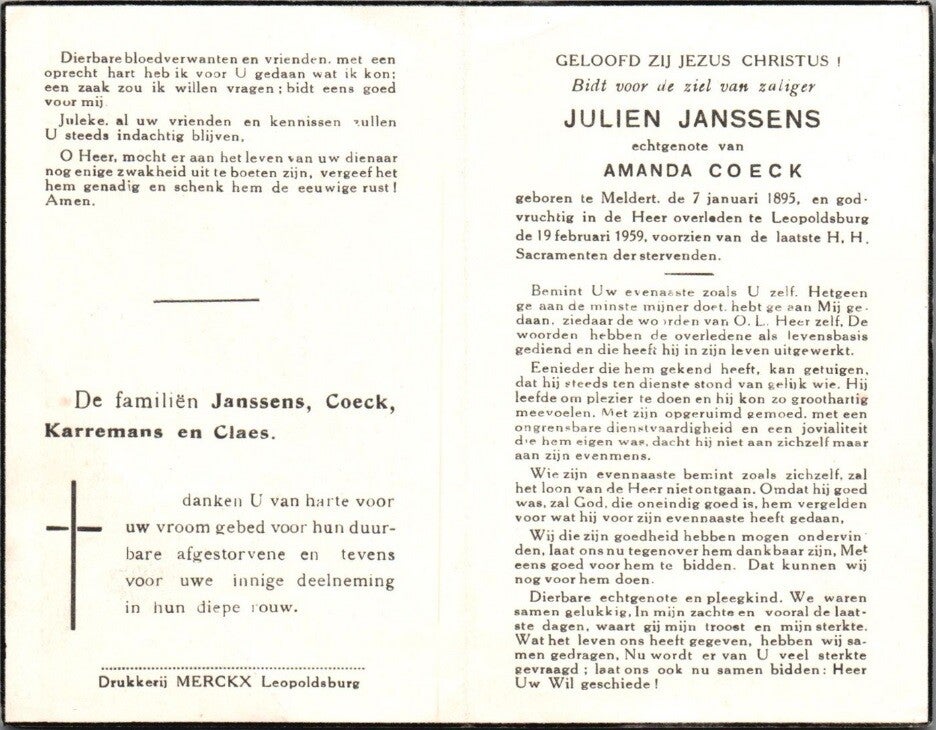 Dierbare bloedverwanten en vrienden, met een
oprecht hart heb ik voor U gedaan wat ik kon;
een zaak zou ik willen vragen; bidt eens goed
voor mij.
Juleke, al uw vrienden en kennissen zullen
U steeds indachtig blijven.
O Heer, mocht er aan het leven van uw dienaar
nog enige zwakheid uit te boeten zijn, vergeef het
hem genadig en schenk hem de eeuwige rust!
Amen.
De familiën Janssens, Coeck,
Karremans en Claes.
danken U van harte voor
uw vroom gebed voor hun duur-
bare afgestorvene en tevens
voor uwe innige deelneming
in hun diepe rouw.
Drukkerij MERCKX Leopoldsburg
GELOOFD ZIJ JEZUS CHRISTUS !
Bidt voor de ziel van zaliger
JULIEN JANSSENS
echtgenote van
AMANDA COECK
geboren te Meldert, de 7 januari 1895, en god-
vruchtig in de Heer overleden te Leopoldsburg
de 19 februari 1959, voorzien van de laatste H. H.
Sacramenten der stervenden.
Bemint Uw evenaaste zoals U zelf. Hetgeen
ge aan de minste mijner doet, hebt ge aan Mij ge-
daan, ziedaar de woorden van O. L. Heer zelf. De
woorden hebben de overledene als levensbasis
gediend en die heeft hij in zijn leven uitgewerkt.
Eenieder die hem gekend heeft, kan getuigen,
dat hij steeds ten dienste stond van gelijk wie. Hij
leefde om plezier te doen en hij kon zo groothartig
meevoelen. Met zijn opgeruimd gemoed, met een
ongrensbare dienstvaardigheid en een jovialiteit
die hem eigen was, dacht hij niet aan zichzelf maar
aan zijn evenmens.
Wie zijn evennaaste bemint zoals zichzelf, zal
het loon van de Heer niet ontgaan. Omdat hij goed
was, zal God, die oneindig goed is, hem vergelden
voor wat hij voor zijn evennaaste heeft gedaan.
Wij die zijn goedheid hebben mogen ondervin
den, laat ons nu tegenover hem dankbaar zijn, Met
eens goed voor hem te bidden. Dat kunnen wij
nog voor hem doen.
Dierbare echtgenote en pleegkind. We waren
samen gelukkig. In mijn zachte en vooral de laat-
ste dagen, waart gij mijn troost en mijn sterkte.
Wat het leven ons heeft gegeven, hebben wij sa-
men gedragen. Nu wordt er van U veel sterkte
gevraagd; laat ons ook nu samen bidden: Heer
Uw Wil geschiede!